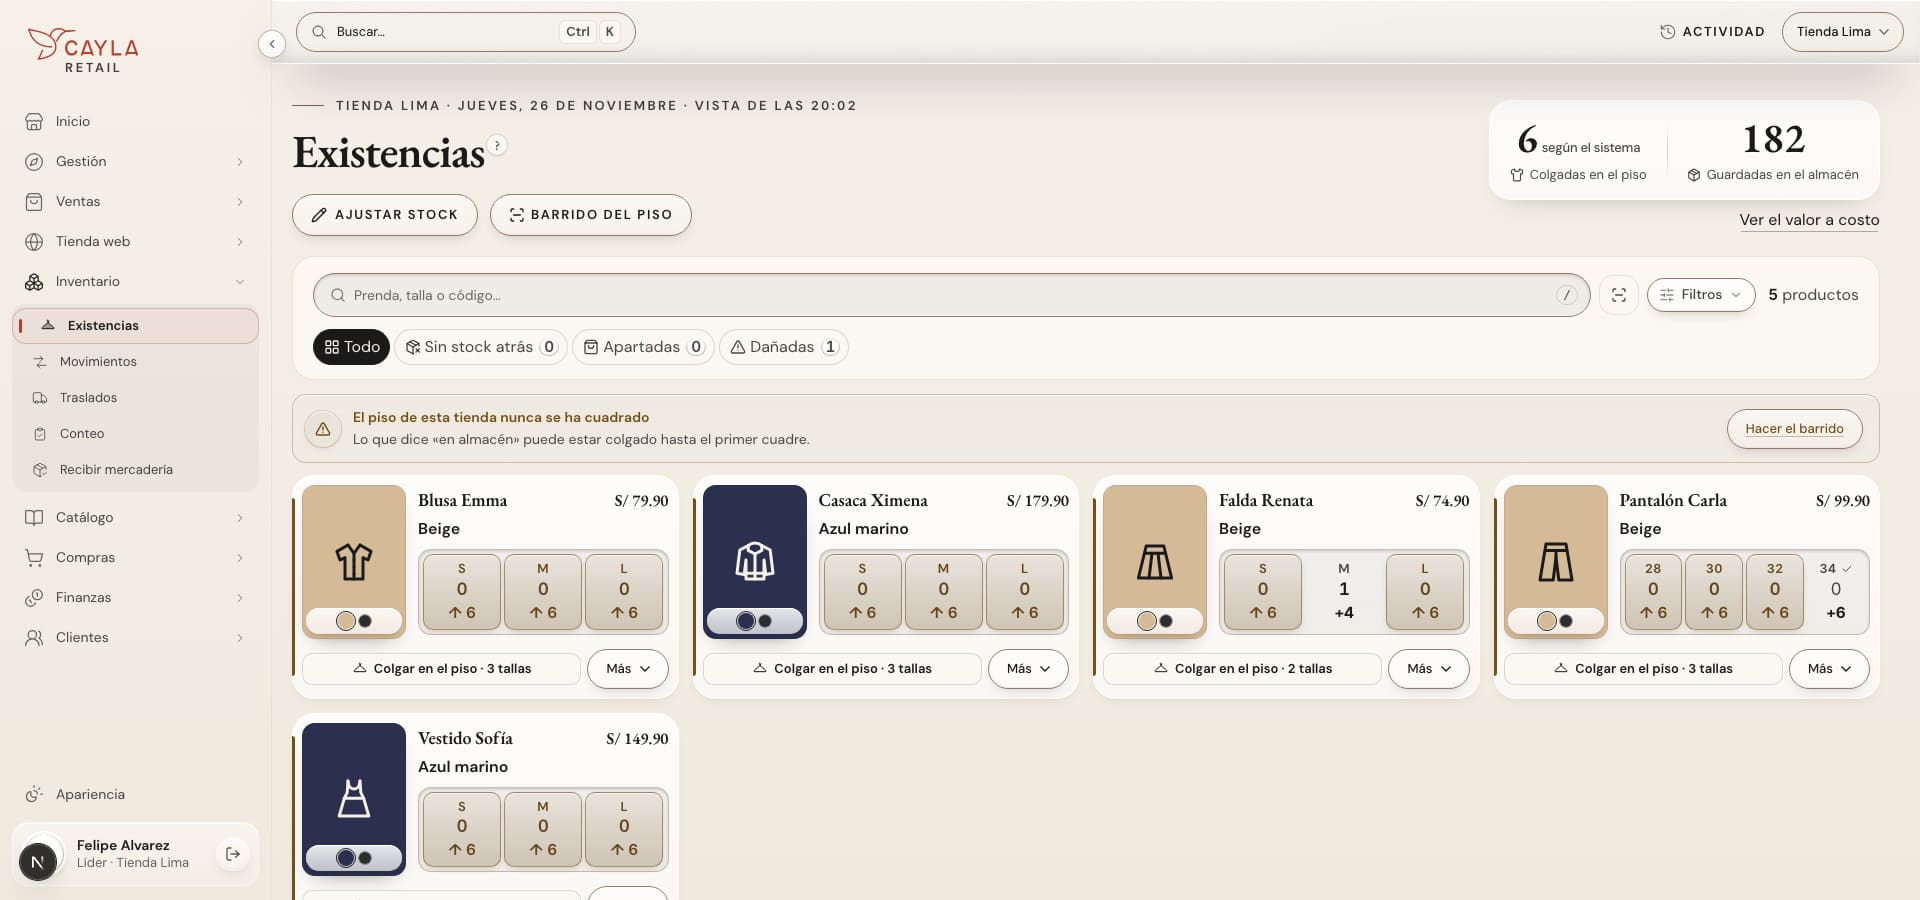 CAYLA
RETAIL
Buscar...
Ctrl K
ACTIVIDAD
Tienda Lima
Inicio
Gestión
Ventas
Tienda web
Inventario
Existencias
Movimientos
Traslados
Conteo
Recibir mercadería
Catálogo
Compras
Finanzas
Clientes
Apariencia
N
Felipe Alvarez
Líder · Tienda Lima
TIENDA LIMA · JUEVES, 26 DE NOVIEMBRE · VISTA DE LAS 20:02
Existencias ?
6 según el sistema
Colgadas en el piso
182
Guardadas en el almacén
AJUSTAR STOCK
BARRIDO DEL PISO
Ver el valor a costo
Prenda, talla o código... /
Filtros
5 productos
Todo
Sin stock atrás 0
Apartadas 0
Dañadas 1
El piso de esta tienda nunca se ha cuadrado
Lo que dice «en almacén» puede estar colgado hasta el primer cuadre.
Hacer el barrido
Blusa Emma S/ 79.90
Beige
S M L
0 0 0
↑ 6 ↑ 6 ↑ 6
Colgar en el piso · 3 tallas
Más
Casaca Ximena S/ 179.90
Azul marino
S M L
0 0 0
↑ 6 ↑ 6 ↑ 6
Colgar en el piso · 3 tallas
Más
Falda Renata S/ 74.90
Beige
S M L
0 1 0
↑ 6 +4 ↑ 6
Colgar en el piso · 2 tallas
Más
Pantalón Carla S/ 99.90
Beige
28 30 32 34 ✓
0 0 0 0
↑ 6 ↑ 6 ↑ 6 +6
Colgar en el piso · 3 tallas
Más
Vestido Sofía S/ 149.90
Azul marino
S M L
0 0 0
↑ 6 ↑ 6 ↑ 6